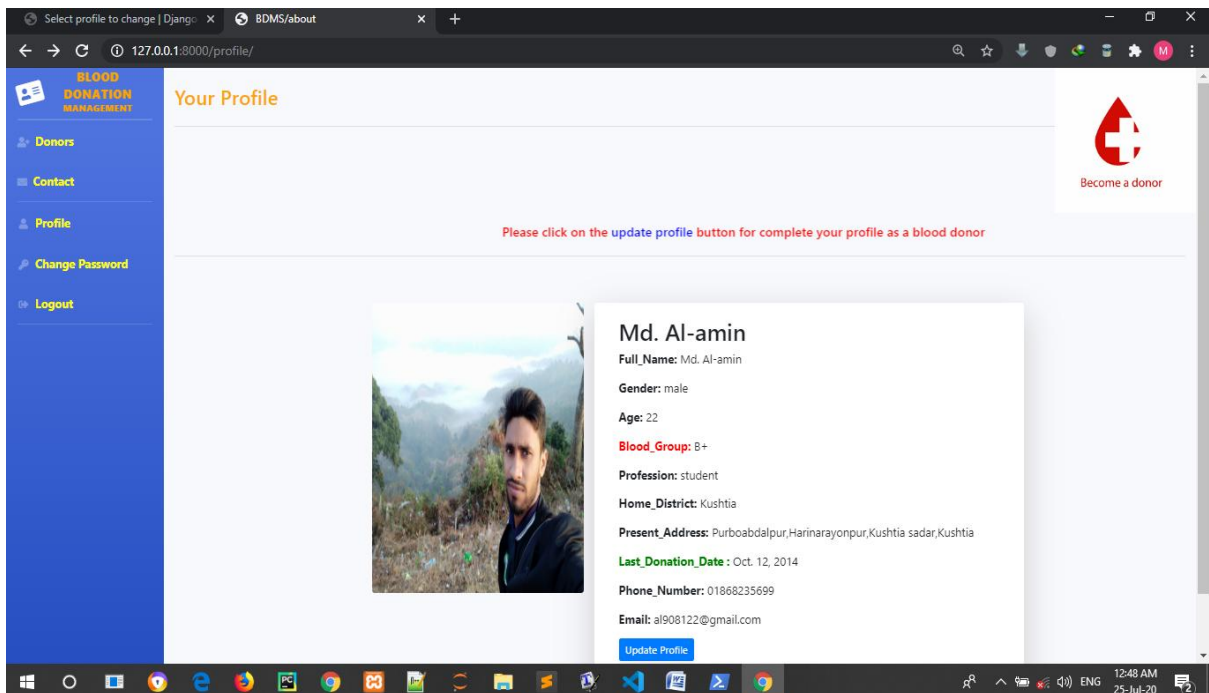 Select profile to change | Django
BDMS/about
127.0.0.1:8000/profile/
M
BLOOD
DONATION
MANAGEMENT
Donors
Contact
Profile
Change Password
Logout
Your Profile
Become a donor
Please click on the update profile button for complete your profile as a blood donor
Md. Al-amin
Full_Name: Md. Al-amin
Gender: male
Age: 22
Blood_Group: B+
Profession: student
Home_District: Kushtia
Present_Address: Purboabdalpur,Harinarayonpur,Kushtia sadar,Kushtia
Last_Donation_Date : Oct. 12, 2014
Phone_Number: 01868235699
Email: al908122@gmail.com
Update Profile
ENG
12:48 AM
25-Jul-20